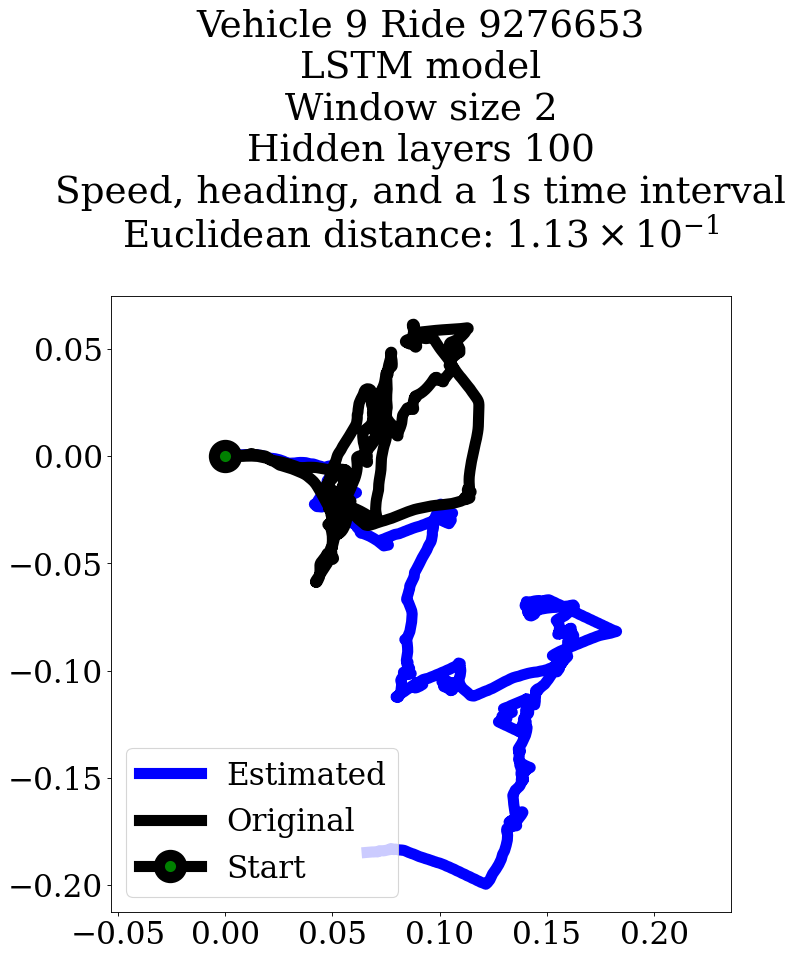 Vehicle 9 Ride 9276653
LSTM model
Window size 2
Hidden layers 100
Speed, heading, and a 1s time interval
Euclidean distance: 1.13 × 10⁻¹
0.05
0.00
−0.05
−0.10
−0.15
−0.20
Estimated
Original
Start
−0.05 0.00 0.05 0.10 0.15 0.20